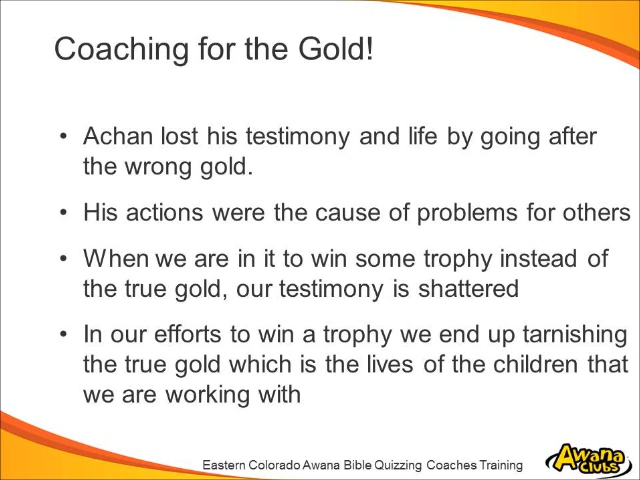 Coaching for the Gold!
• Achan lost his testimony and life by going after
the wrong gold.
• His actions were the cause of problems for others
• When we are in it to win some trophy instead of
the true gold, our testimony is shattered
• In our efforts to win a trophy we end up tarnishing
the true gold which is the lives of the children that
we are working with
Eastern Colorado Awana Bible Quizzing Coaches Training
Awana
Clubs